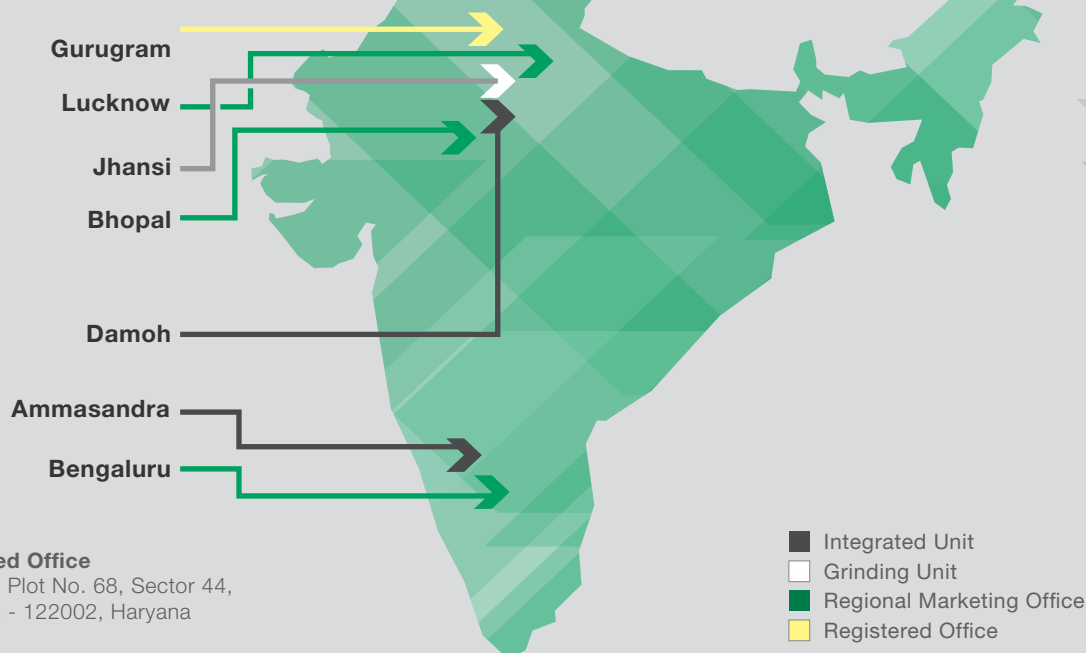 Gurugram
Lucknow
Jhansi
Bhopal
Damoh
Ammasandra
Bengaluru
Office
Plot No. 68, Sector 44,
- 122002, Haryana
Integrated Unit
Grinding Unit
Regional Marketing Office
Registered Office